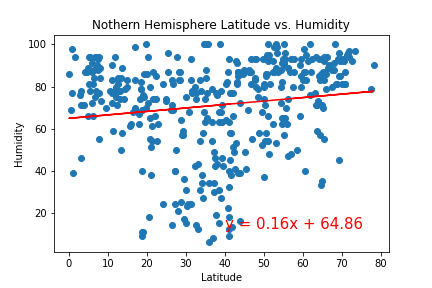 Nothern Hemisphere Latitude vs. Humidity
100
80
60
40
20
Humidity
y = 0.16x + 64.86
0 10 20 30 40 50 60 70 80
Latitude